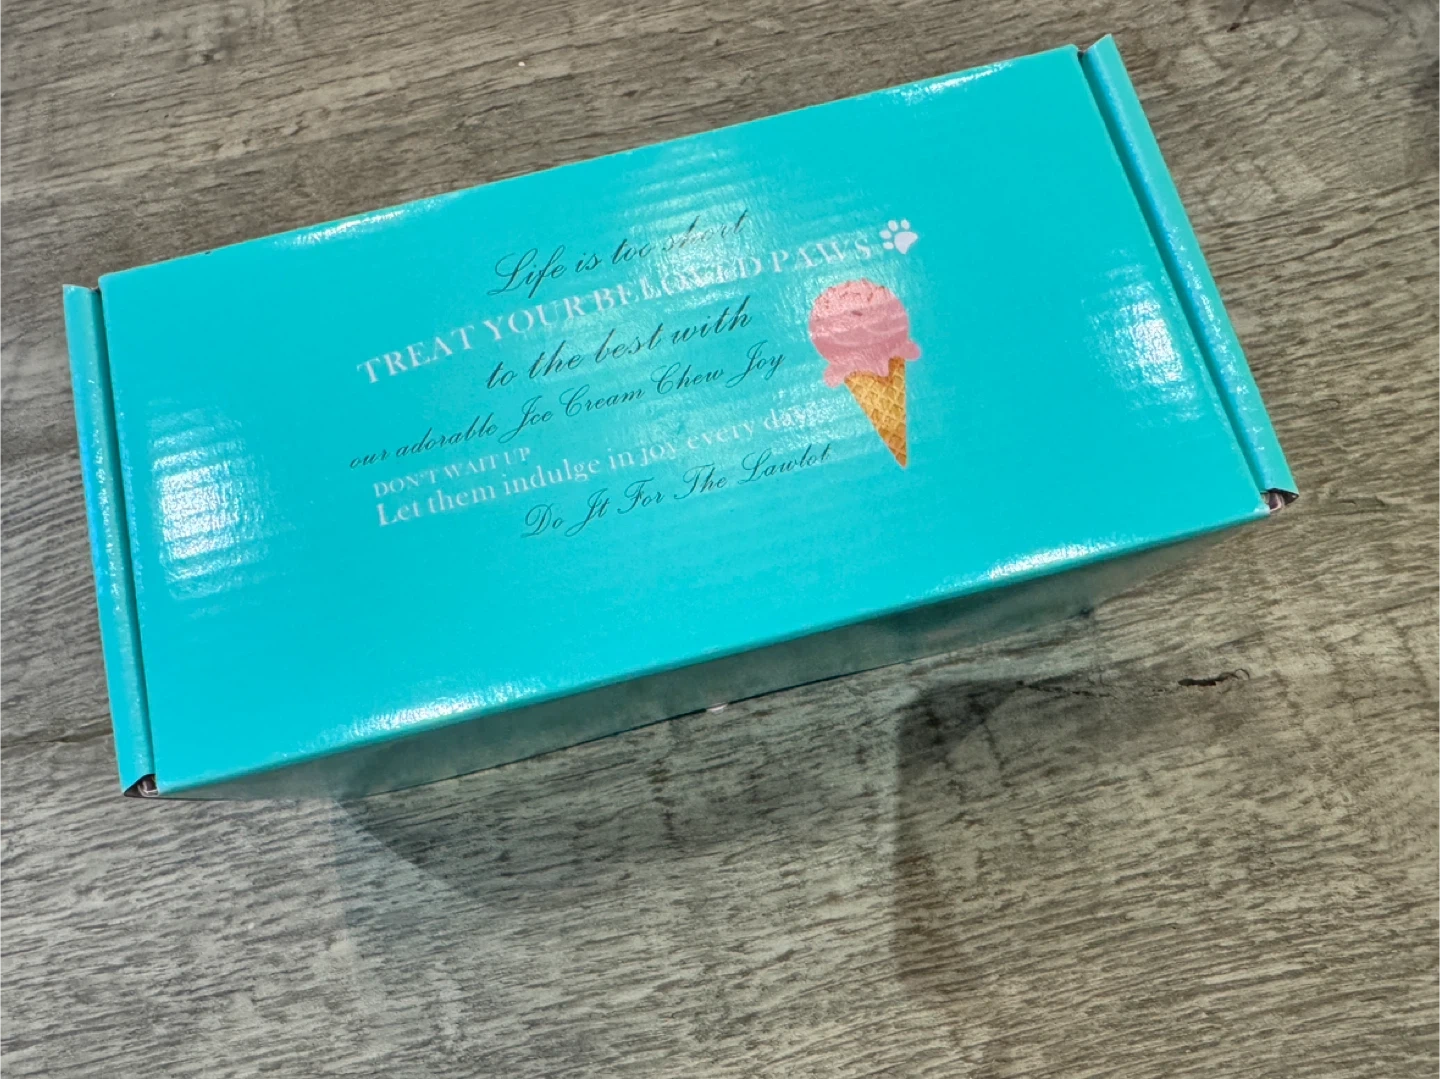 Life is too short
TREAT YOUR BELOVED PAWS
to the best with
our adorable Ice Cream Chew Joy
DON'T WAIT UP
Let them indulge in joy every day
Do It For The Lawlot